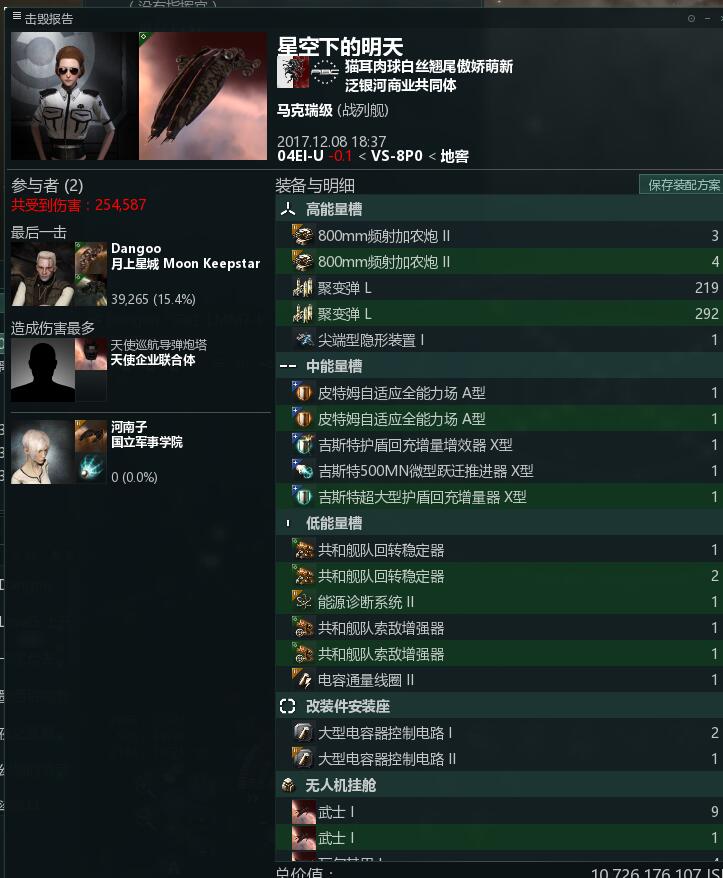 击毁报告
星空下的明天
猫耳肉球白丝翘尾傲娇萌新
泛银河商业共同体
马克瑞级 (战列舰)
2017.12.08 18:37
04EI-U -0.1 < VS-8P0 < 地窖
参与者 (2)
共受到伤害：254,587
最后一击
Dangoo
月上星城 Moon Keepstar
39,265 (15.4%)
造成伤害最多
天使巡航导弹炮塔
天使企业联合体
河南子
国立军事学院
0 (0.0%)
装备与明细
保存装配方案
高能量槽
800mm频射加农炮 II 3
800mm频射加农炮 II 4
聚变弹 L 219
聚变弹 L 292
尖端型隐形装置 I 1
中能量槽
皮特姆自适应全能力场 A型 1
皮特姆自适应全能力场 A型 1
吉斯特护盾回充增量增效器 X型 1
吉斯特500MN微型跃迁推进器 X型 1
吉斯特超大型护盾回充增量器 X型 1
低能量槽
共和舰队回转稳定器 1
共和舰队回转稳定器 2
能源诊断系统 II 1
共和舰队索敌增强器 1
共和舰队索敌增强器 1
电容通量线圈 II 1
改装件安装座
大型电容器控制电路 I 2
大型电容器控制电路 II 1
无人机挂舱
武士 I 9
武士 I 1
总价值： 10,726,176,107 IS